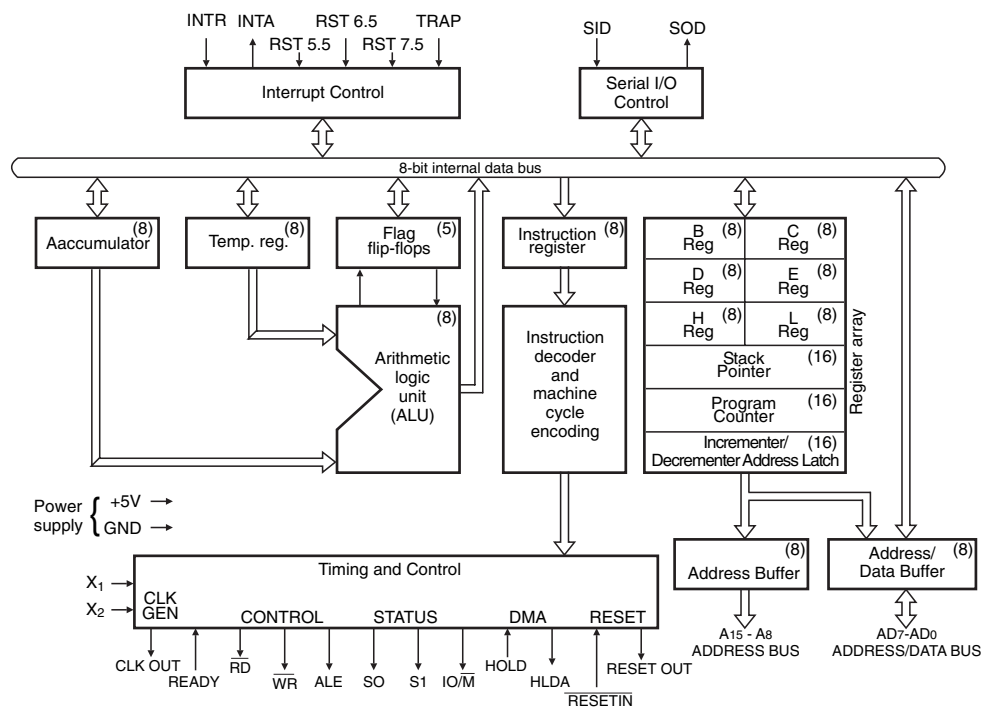 INTR INTA RST 6.5 TRAP
RST 5.5 RST 7.5
SID SOD
Interrupt Control
Serial I/O
Control
8-bit internal data bus
(8)
Aaccumulator
(8)
Temp. reg.
(5)
Flag
flip-flops
(8)
Instruction
register
B (8)
Reg
C (8)
Reg
D (8)
Reg
E (8)
Reg
H (8)
Reg
L (8)
Reg
Stack (16)
Pointer
Program (16)
Counter
Incrementer/ (16)
Decrementer Address Latch
Register array
(8)
Arithmetic
logic
unit
(ALU)
Instruction
decoder
and
machine
cycle
encoding
Power
supply
+5V
GND
Timing and Control
X1
X2
CLK
GEN
CONTROL STATUS DMA RESET
CLK OUT
READY
RD
WR
ALE
SO
S1
IO/M
HOLD
HLDA
RESETIN
RESET OUT
(8)
Address Buffer
(8)
Address/
Data Buffer
A15 - A8
ADDRESS BUS
AD7-AD0
ADDRESS/DATA BUS